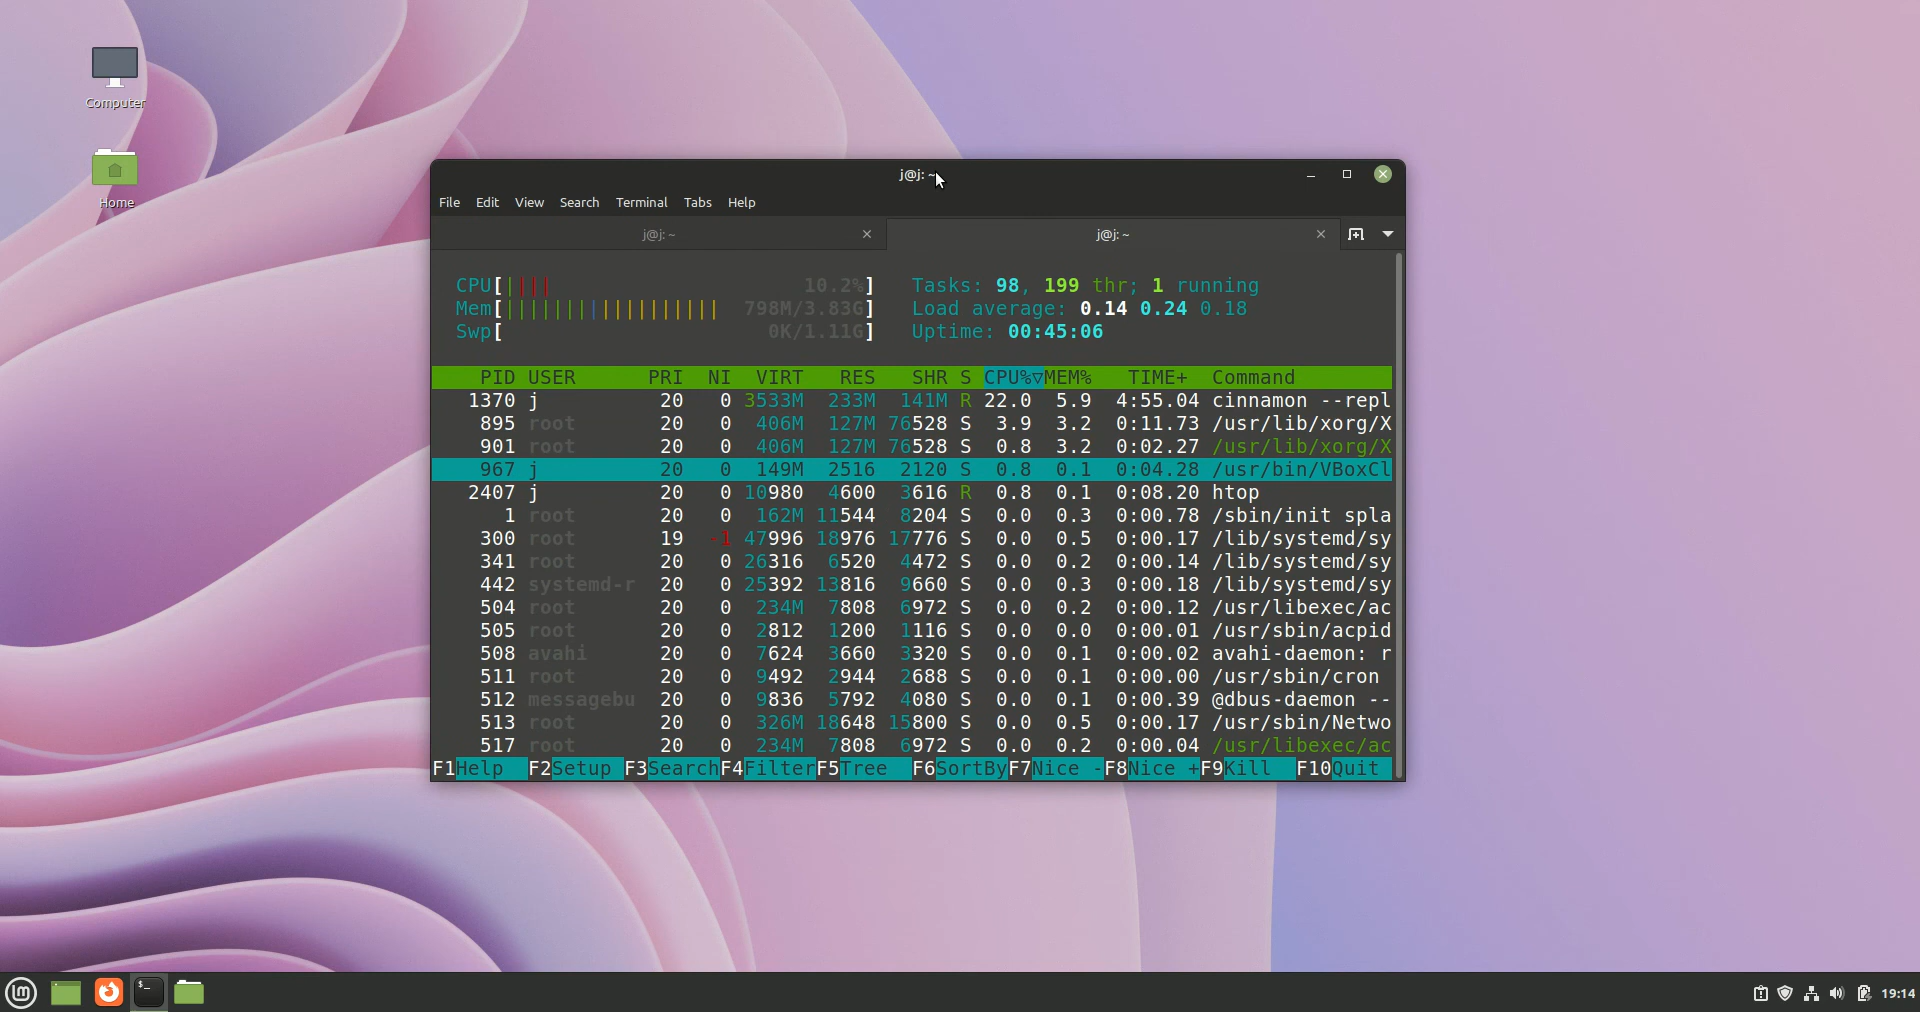 Computer
Home
j@j: ~
File Edit View Search Terminal Tabs Help
j@j: ~ j@j: ~
CPU[|||| 10.2%] Tasks: 98, 199 thr; 1 running
Mem[|||||||||||||||||| 798M/3.83G] Load average: 0.14 0.24 0.18
Swp[ 0K/1.11G] Uptime: 00:45:06
PID USER PRI NI VIRT RES SHR S CPU%▽MEM% TIME+ Command
1370 j 20 0 3533M 233M 141M R 22.0 5.9 4:55.04 cinnamon --repl
895 root 20 0 406M 127M 76528 S 3.9 3.2 0:11.73 /usr/lib/xorg/X
901 root 20 0 406M 127M 76528 S 0.8 3.2 0:02.27 /usr/lib/xorg/X
967 j 20 0 149M 2516 2120 S 0.8 0.1 0:04.28 /usr/bin/VBoxCl
2407 j 20 0 10980 4600 3616 R 0.8 0.1 0:08.20 htop
1 root 20 0 162M 11544 8204 S 0.0 0.3 0:00.78 /sbin/init spla
300 root 19 -1 47996 18976 17776 S 0.0 0.5 0:00.17 /lib/systemd/sy
341 root 20 0 26316 6520 4472 S 0.0 0.2 0:00.14 /lib/systemd/sy
442 systemd-r 20 0 25392 13816 9660 S 0.0 0.3 0:00.18 /lib/systemd/sy
504 root 20 0 234M 7808 6972 S 0.0 0.2 0:00.12 /usr/libexec/ac
505 root 20 0 2812 1200 1116 S 0.0 0.0 0:00.01 /usr/sbin/acpid
508 avahi 20 0 7624 3660 3320 S 0.0 0.1 0:00.02 avahi-daemon: r
511 root 20 0 9492 2944 2688 S 0.0 0.1 0:00.00 /usr/sbin/cron
512 messagebu 20 0 9836 5792 4080 S 0.0 0.1 0:00.39 @dbus-daemon --
513 root 20 0 326M 18648 15800 S 0.0 0.5 0:00.17 /usr/sbin/Netwo
517 root 20 0 234M 7808 6972 S 0.0 0.2 0:00.04 /usr/libexec/ac
F1Help F2Setup F3SearchF4FilterF5Tree F6SortByF7Nice -F8Nice +F9Kill F10Quit
19:14